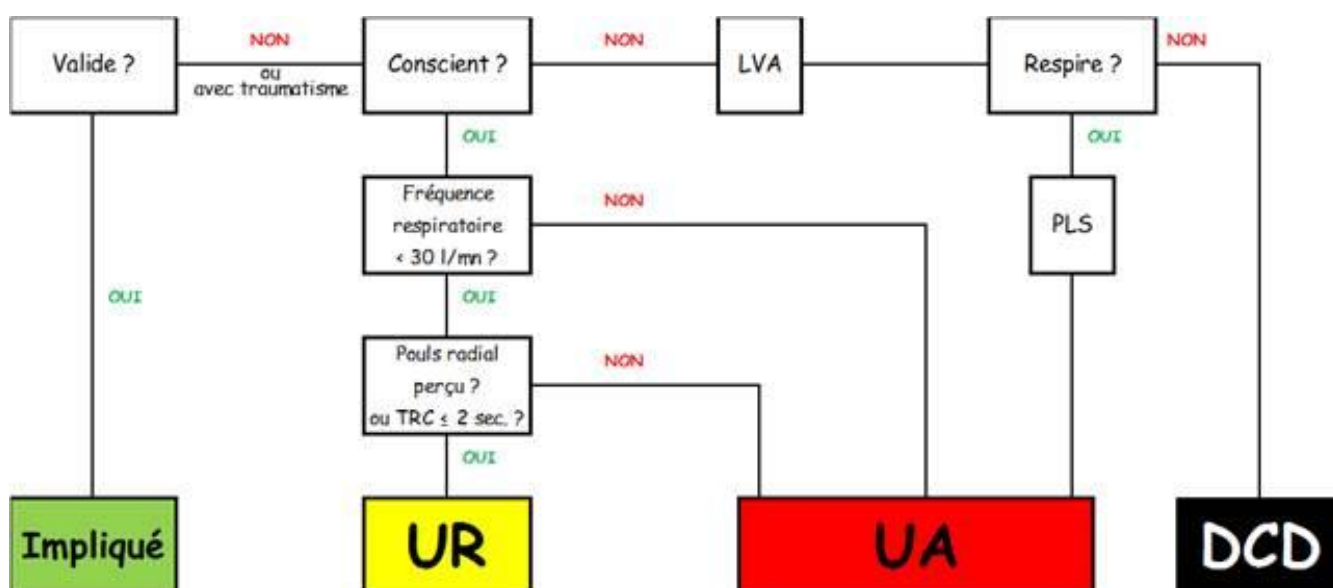 Valide ?
NON
ou
avec traumatisme
Conscient ?
NON
LVA
Respire ?
NON
OUI
OUI
Fréquence
respiratoire
< 30 l/mn ?
NON
PLS
OUI
OUI
Pouls radial
perçu ?
ou TRC ≤ 2 sec. ?
NON
OUI
Impliqué
UR
UA
DCD